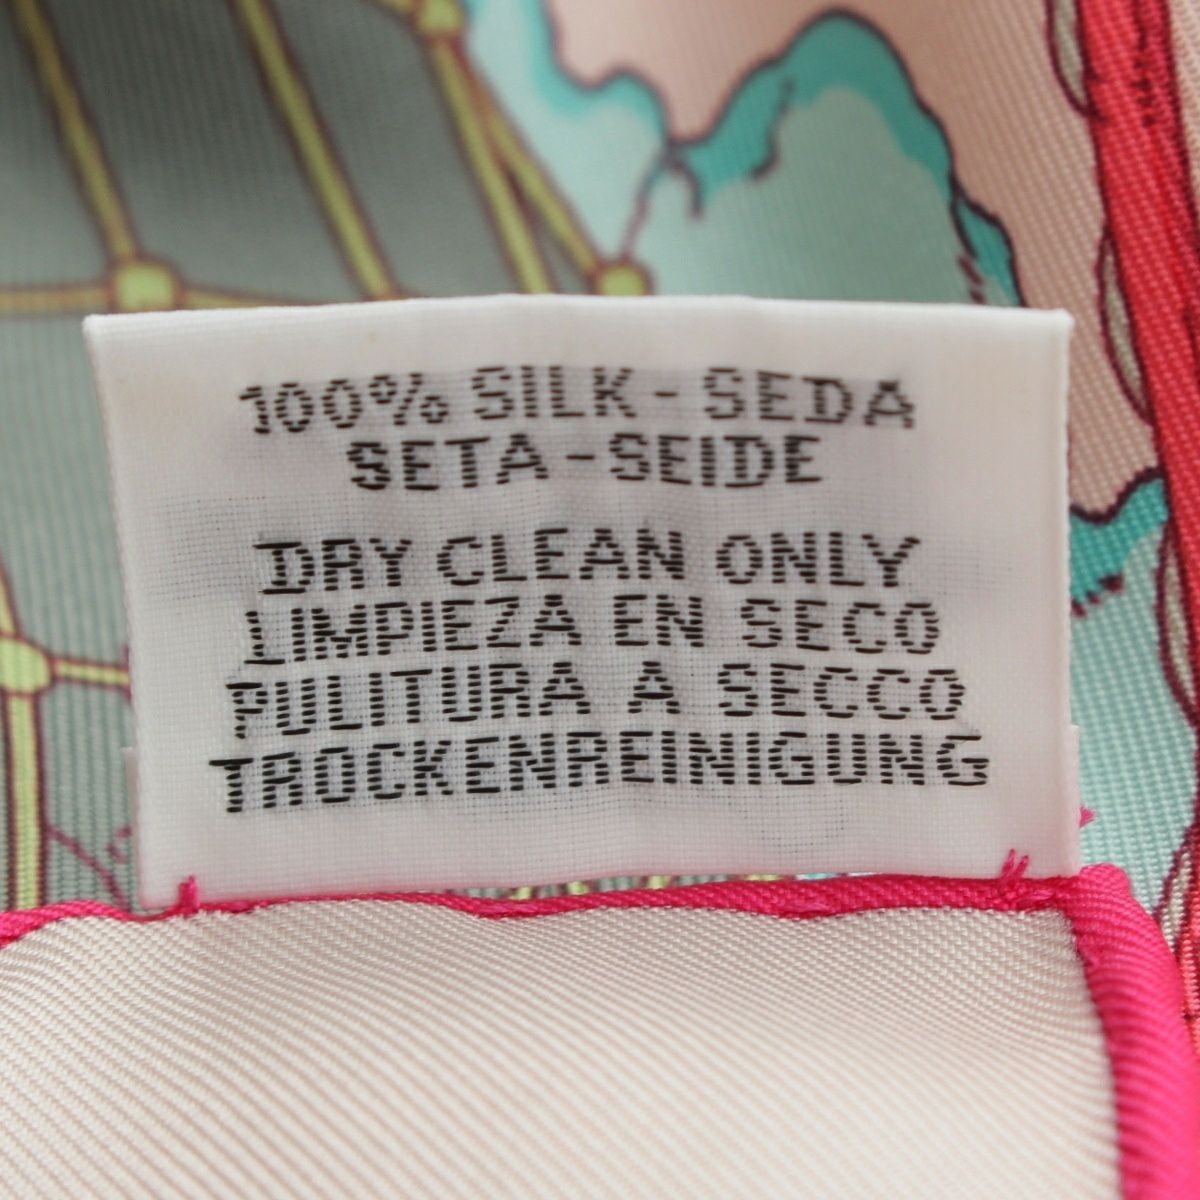 100% SILK - SEDA
SETA - SEIDE
DRY CLEAN ONLY
LIMPIEZA EN SECO
PULITURA A SECCO
TROCKENREINIGUNG